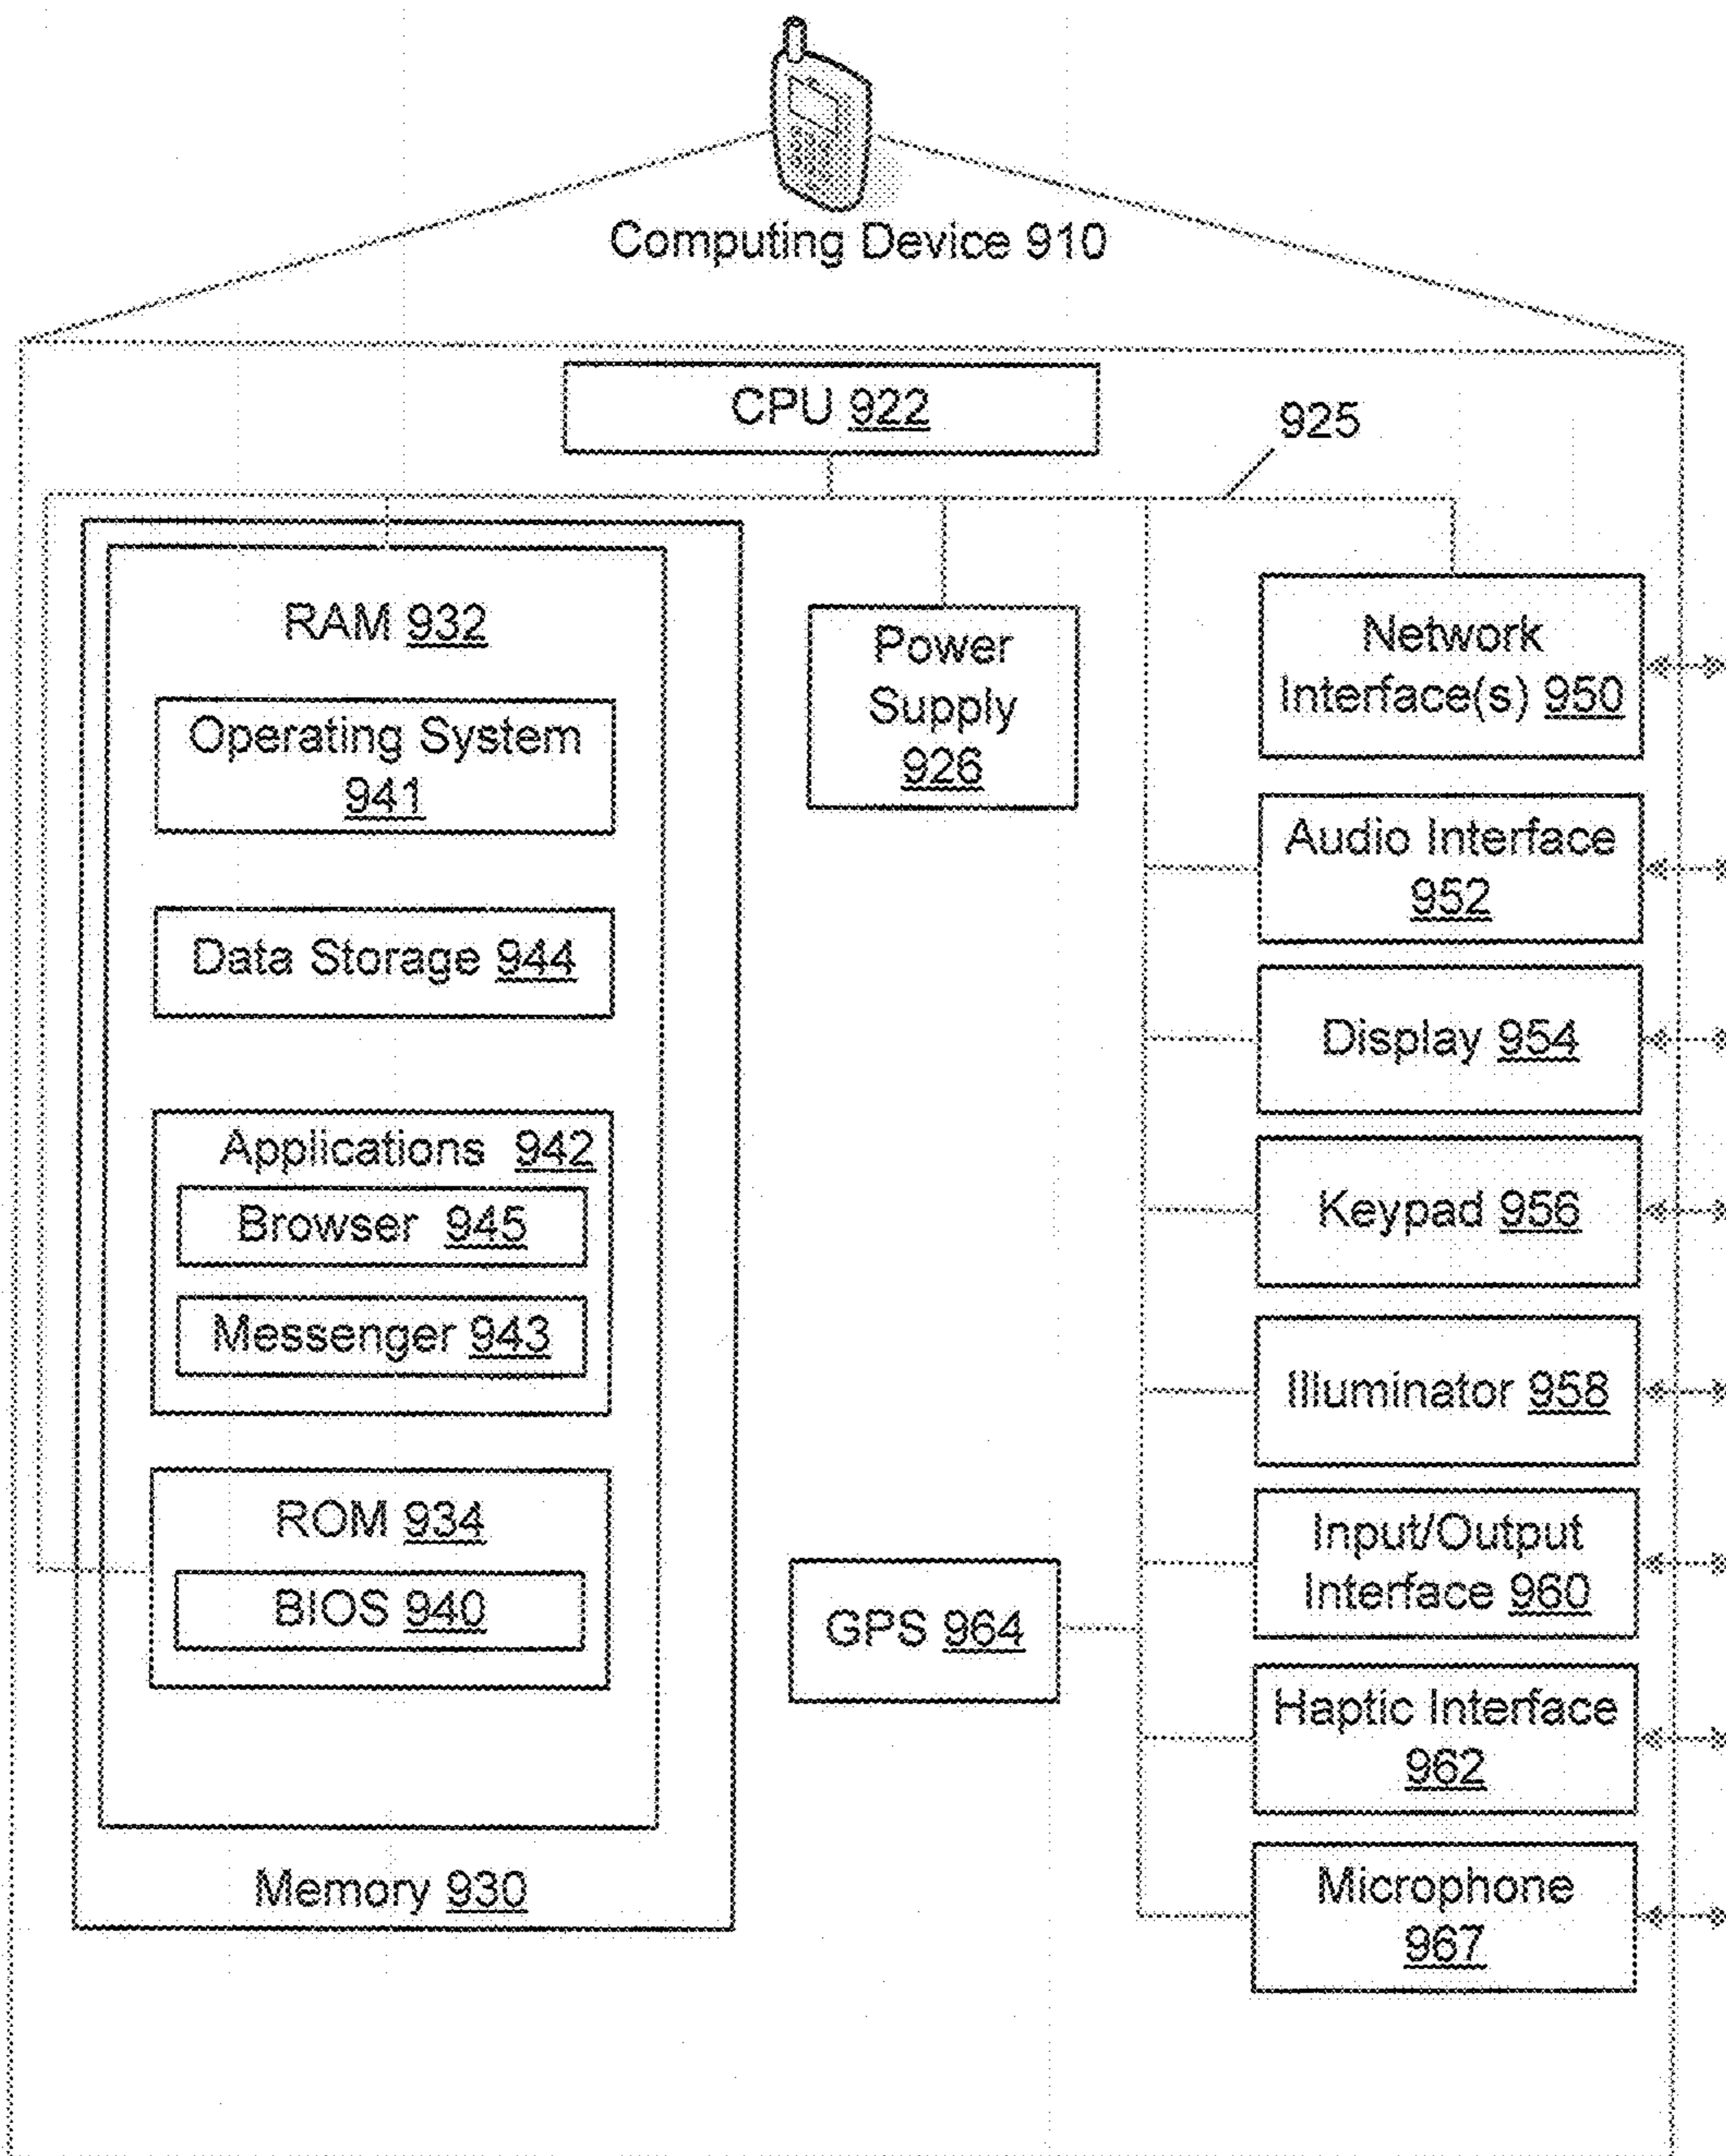 Computing Device 910
CPU 922
925
RAM 932
Operating System
941
Data Storage 944
Applications 942
Browser 945
Messenger 943
ROM 934
BIOS 940
Memory 930
Power
Supply
926
GPS 964
Network
Interface(s) 950
Audio Interface
952
Display 954
Keypad 956
Illuminator 958
Input/Output
Interface 960
Haptic Interface
962
Microphone
967